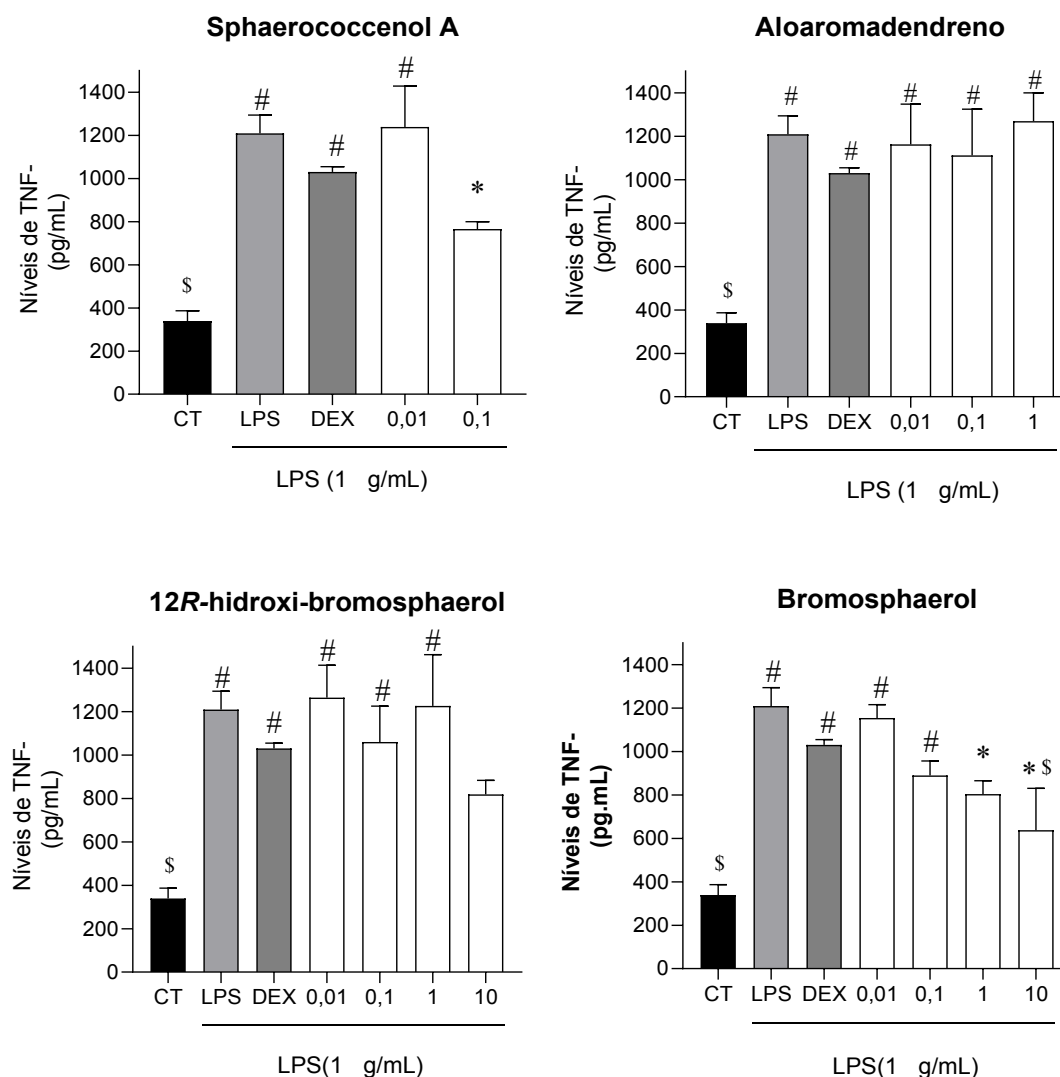 Sphaerococcenol A
Níveis de TNF-
(pg/mL)
1400
1200
1000
800
600
400
200
0
$
#
#
#
*
CT LPS DEX 0,01 0,1
LPS (1 g/mL)
Aloaromadendreno
Níveis de TNF-
(pg/mL)
1400
1200
1000
800
600
400
200
0
$
#
#
#
#
#
CT LPS DEX 0,01 0,1 1
LPS (1 g/mL)
12R-hidroxi-bromosphaerol
Níveis de TNF-
(pg/mL)
1400
1200
1000
800
600
400
200
0
$
#
#
#
#
#
CT LPS DEX 0,01 0,1 1 10
LPS(1 g/mL)
Bromosphaerol
Níveis de TNF-
(pg.mL)
1400
1200
1000
800
600
400
200
0
$
#
#
#
#
*
* $
CT LPS DEX 0,01 0,1 1 10
LPS(1 g/mL)